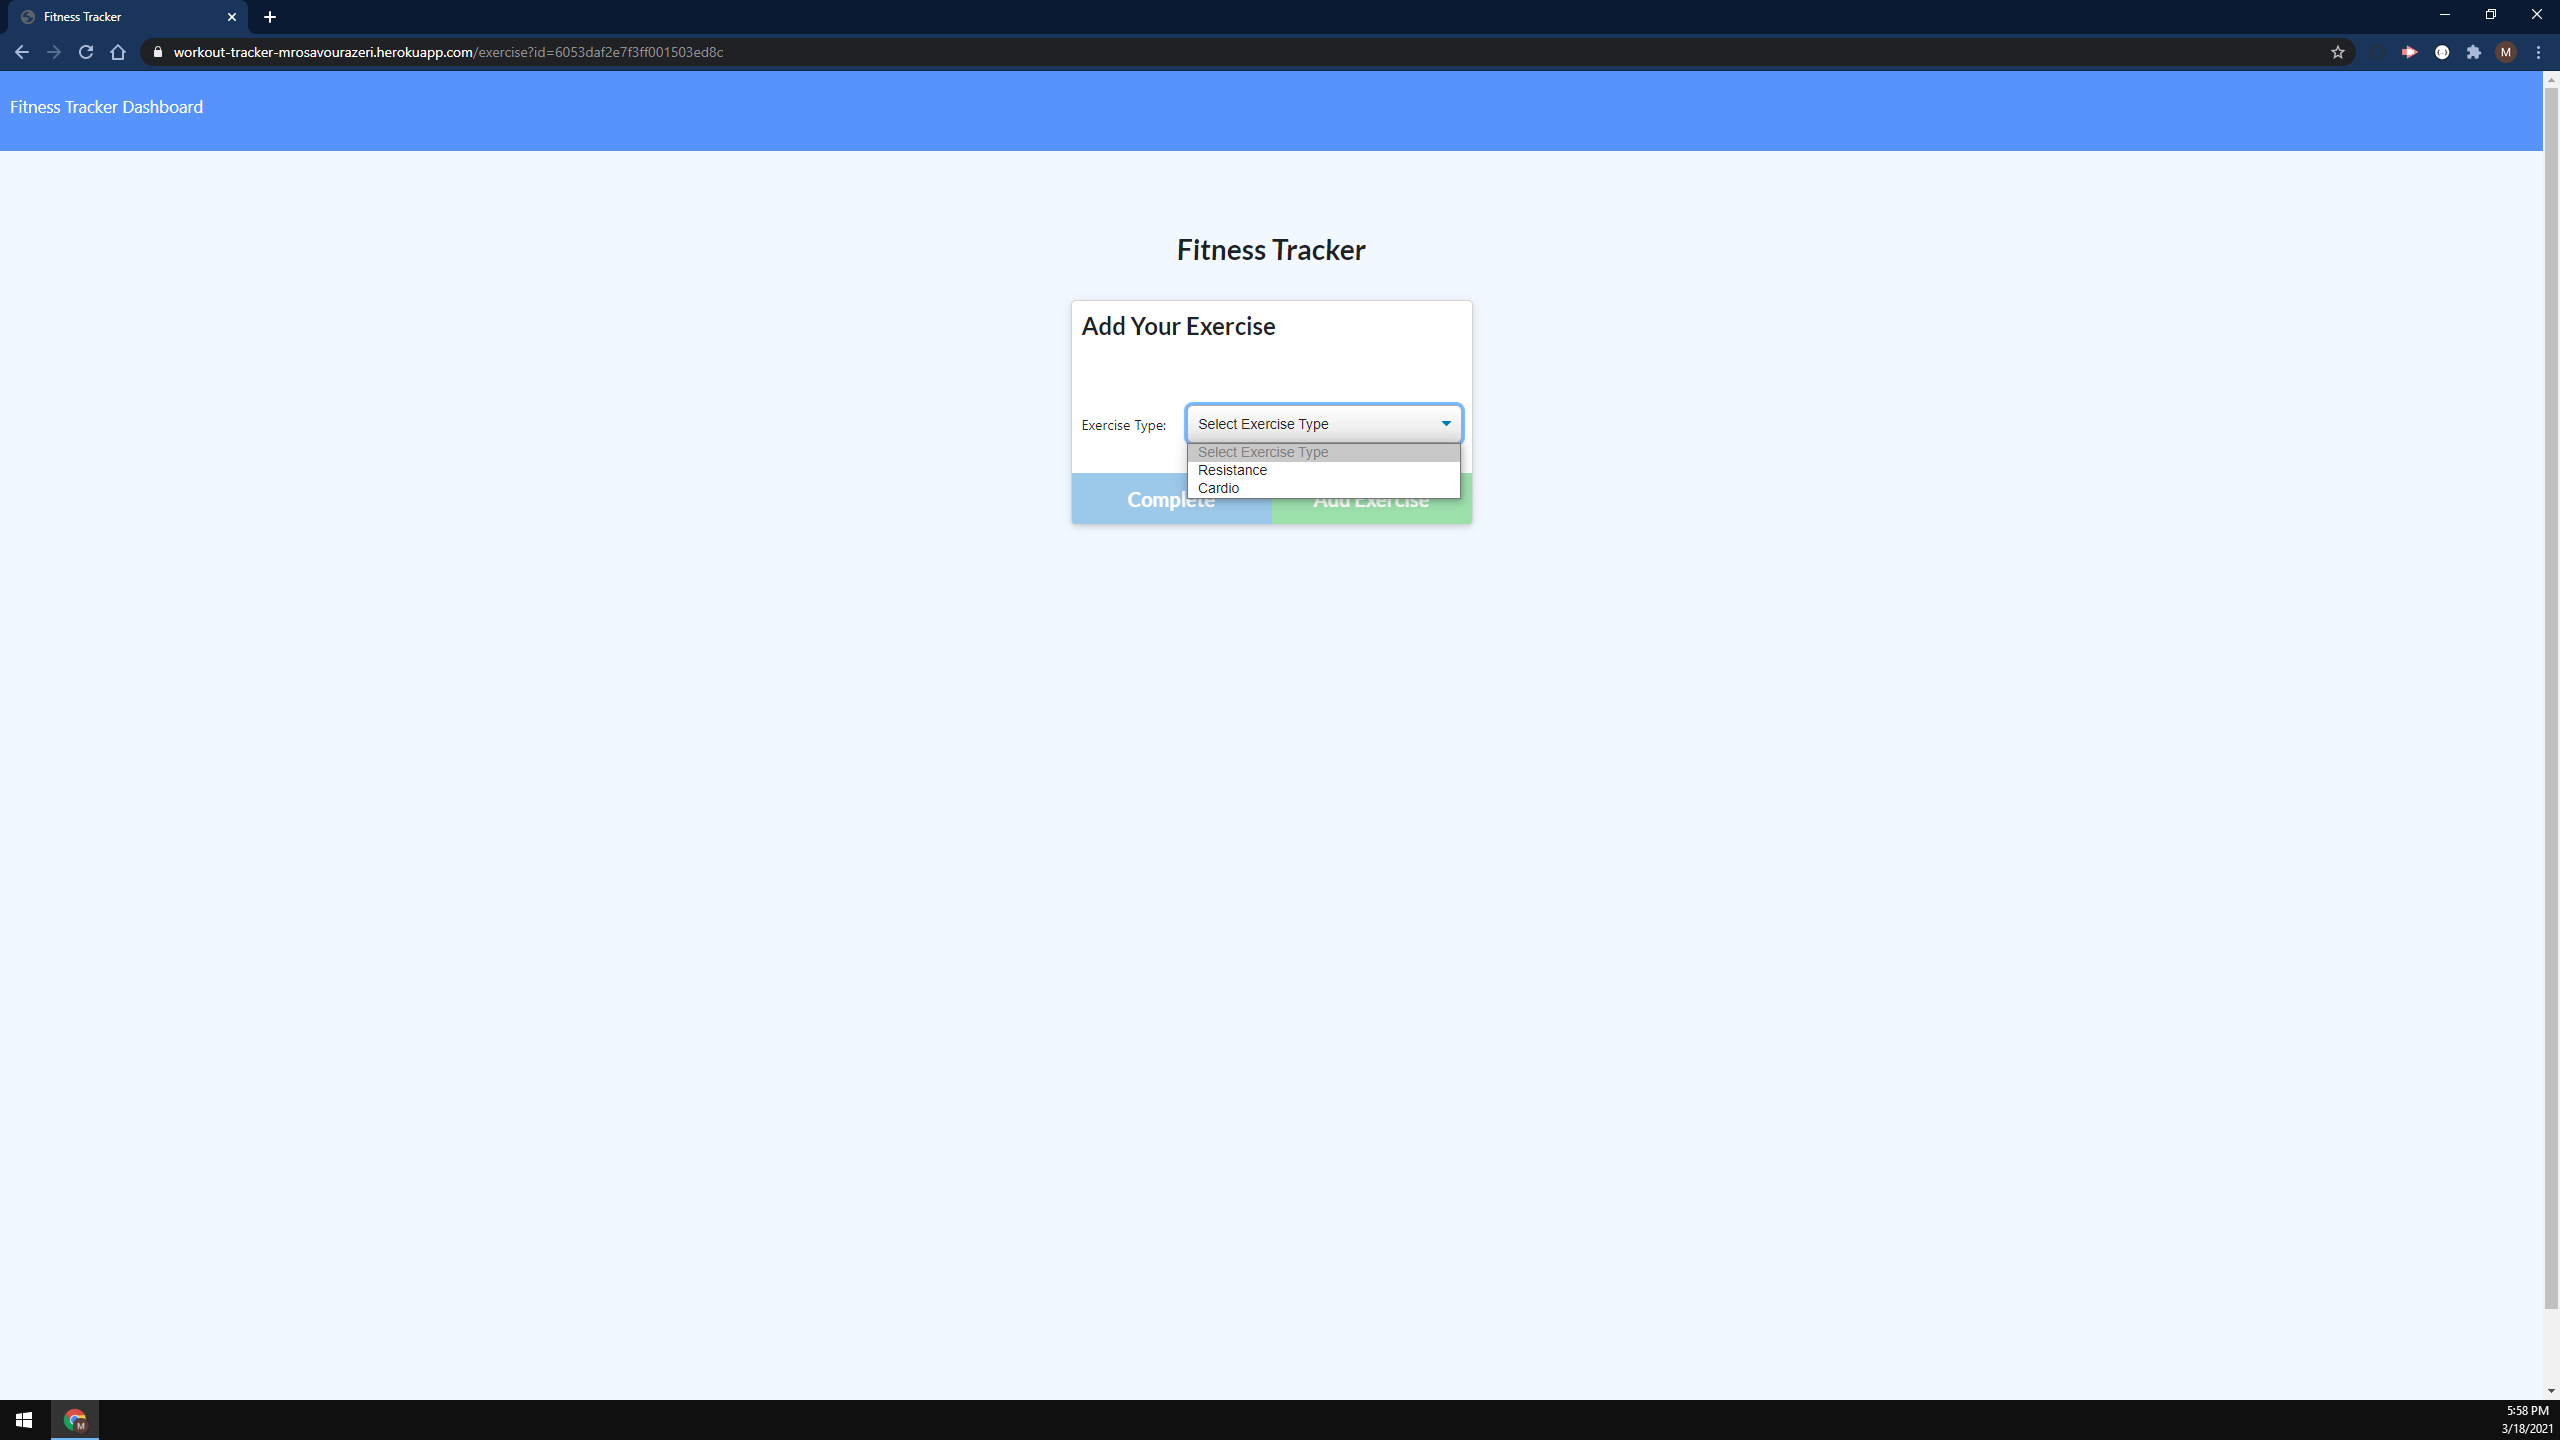 Fitness Tracker
workout-tracker-mrosavourazeri.herokuapp.com/exercise?id=6053daf2e7f3ff001503ed8c
M
Fitness Tracker Dashboard
Fitness Tracker
Add Your Exercise
Exercise Type: Select Exercise Type
Select Exercise Type
Resistance
Cardio
Complete Add Exercise
M
5:58 PM
3/18/2021